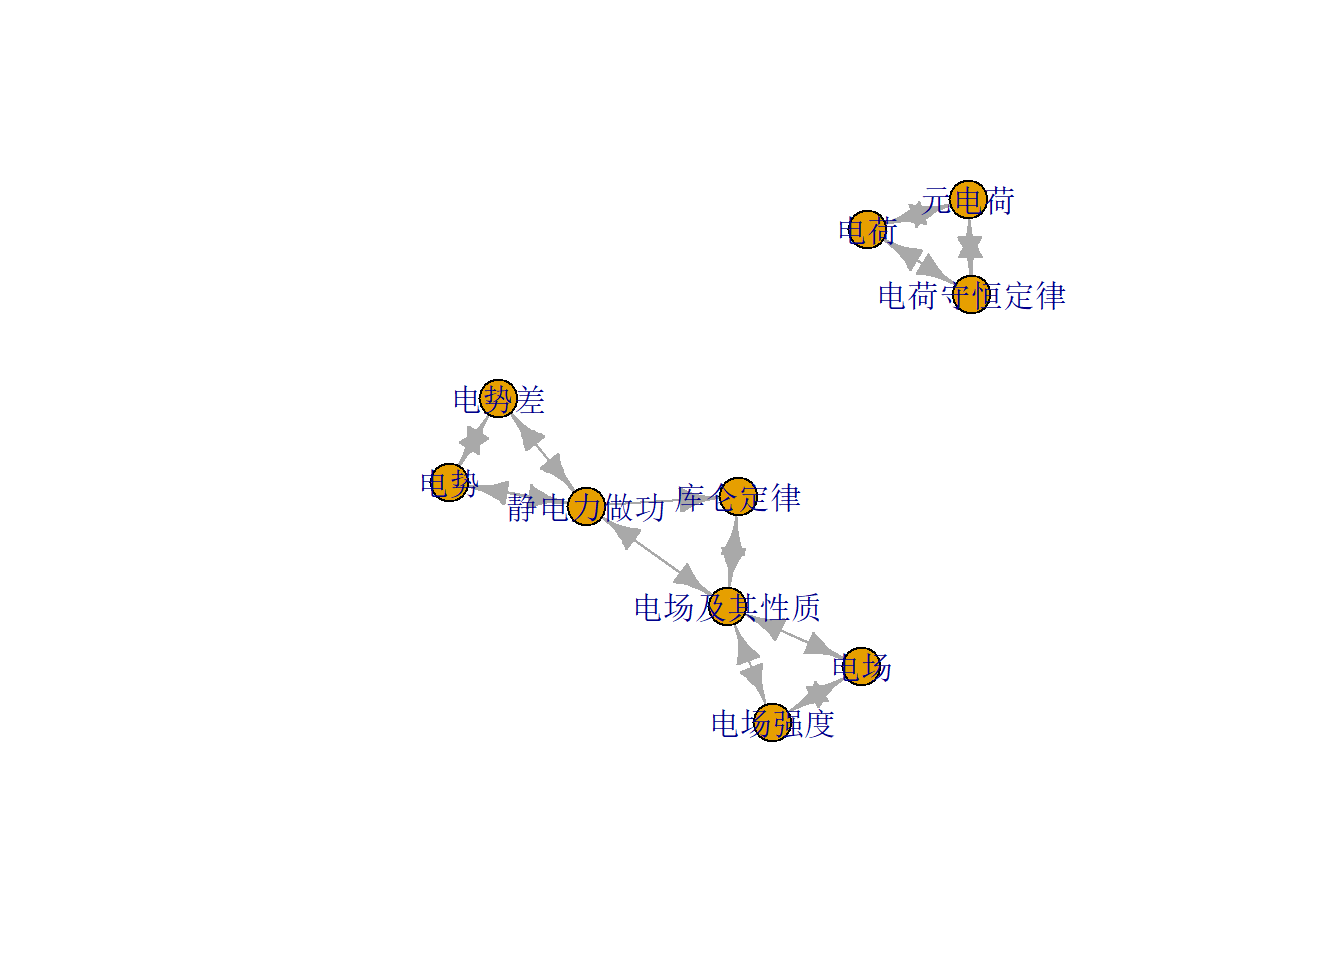 元电荷
电荷
电荷守恒定律
电势差
电势
静电力做功
库仑定律
电场及其性质
电场
电场强度